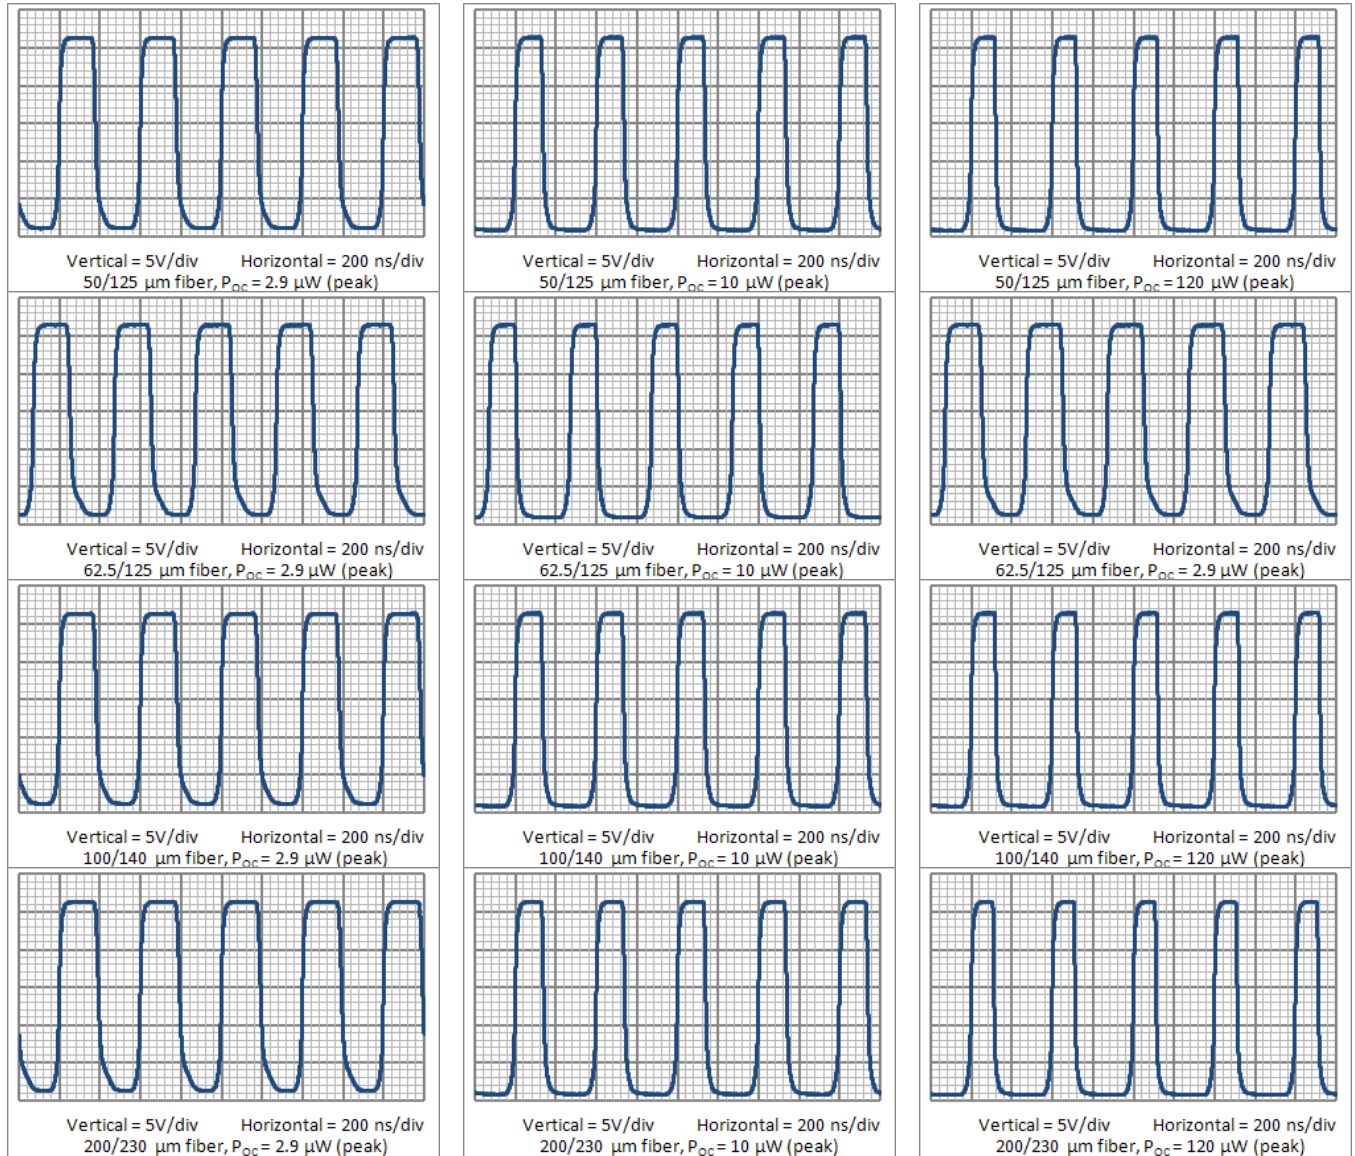 Vertical = 5V/div Horizontal = 200 ns/div
50/125 µm fiber, POC = 2.9 µW (peak)
Vertical = 5V/div Horizontal = 200 ns/div
50/125 µm fiber, POC = 10 µW (peak)
Vertical = 5V/div Horizontal = 200 ns/div
50/125 µm fiber, POC = 120 µW (peak)
Vertical = 5V/div Horizontal = 200 ns/div
62.5/125 µm fiber, POC = 2.9 µW (peak)
Vertical = 5V/div Horizontal = 200 ns/div
62.5/125 µm fiber, POC = 10 µW (peak)
Vertical = 5V/div Horizontal = 200 ns/div
62.5/125 µm fiber, POC = 2.9 µW (peak)
Vertical = 5V/div Horizontal = 200 ns/div
100/140 µm fiber, POC = 2.9 µW (peak)
Vertical = 5V/div Horizontal = 200 ns/div
100/140 µm fiber, POC = 10 µW (peak)
Vertical = 5V/div Horizontal = 200 ns/div
100/140 µm fiber, POC = 120 µW (peak)
Vertical = 5V/div Horizontal = 200 ns/div
200/230 µm fiber, POC = 2.9 µW (peak)
Vertical = 5V/div Horizontal = 200 ns/div
200/230 µm fiber, POC = 10 µW (peak)
Vertical = 5V/div Horizontal = 200 ns/div
200/230 µm fiber, POC = 120 µW (peak)